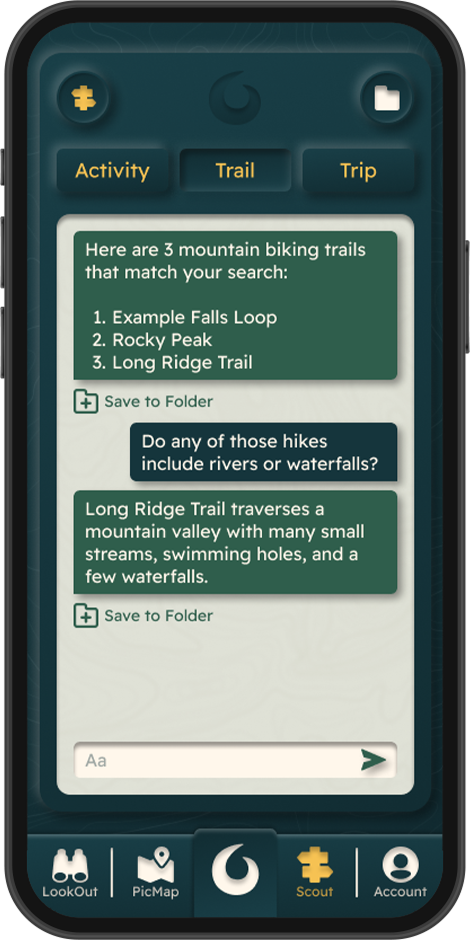 Activity
Trail
Trip
Here are 3 mountain biking trails
that match your search:
1. Example Falls Loop
2. Rocky Peak
3. Long Ridge Trail
Save to Folder
Do any of those hikes
include rivers or waterfalls?
Long Ridge Trail traverses a
mountain valley with many small
streams, swimming holes, and a
few waterfalls.
Save to Folder
Aa
LookOut
PicMap
Scout
Account